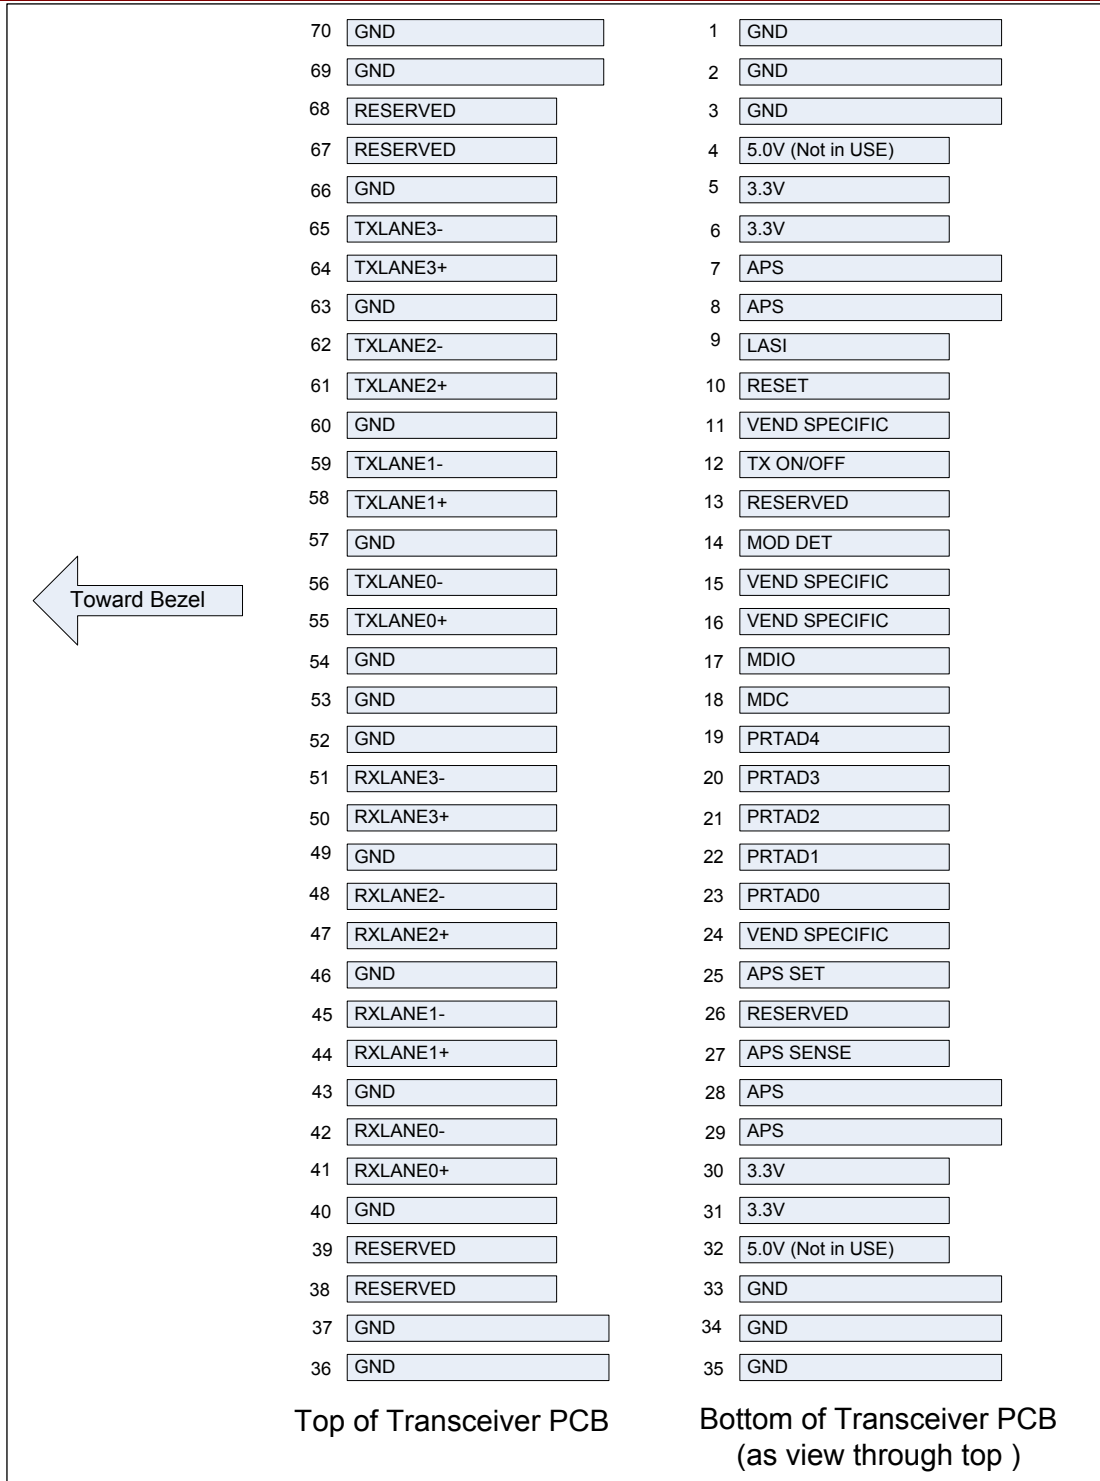 70 GND 1 GND
69 GND 2 GND
68 RESERVED 3 GND
67 RESERVED 4 5.0V (Not in USE)
66 GND 5 3.3V
65 TXLANE3- 6 3.3V
64 TXLANE3+ 7 APS
63 GND 8 APS
62 TXLANE2- 9 LASI
61 TXLANE2+ 10 RESET
60 GND 11 VEND SPECIFIC
59 TXLANE1- 12 TX ON/OFF
58 TXLANE1+ 13 RESERVED
57 GND 14 MOD DET
56 TXLANE0- 15 VEND SPECIFIC
Toward Bezel
55 TXLANE0+ 16 VEND SPECIFIC
54 GND 17 MDIO
53 GND 18 MDC
52 GND 19 PRTAD4
51 RXLANE3- 20 PRTAD3
50 RXLANE3+ 21 PRTAD2
49 GND 22 PRTAD1
48 RXLANE2- 23 PRTAD0
47 RXLANE2+ 24 VEND SPECIFIC
46 GND 25 APS SET
45 RXLANE1- 26 RESERVED
44 RXLANE1+ 27 APS SENSE
43 GND 28 APS
42 RXLANE0- 29 APS
41 RXLANE0+ 30 3.3V
40 GND 31 3.3V
39 RESERVED 32 5.0V (Not in USE)
38 RESERVED 33 GND
37 GND 34 GND
36 GND 35 GND
Top of Transceiver PCB
Bottom of Transceiver PCB
(as view through top )